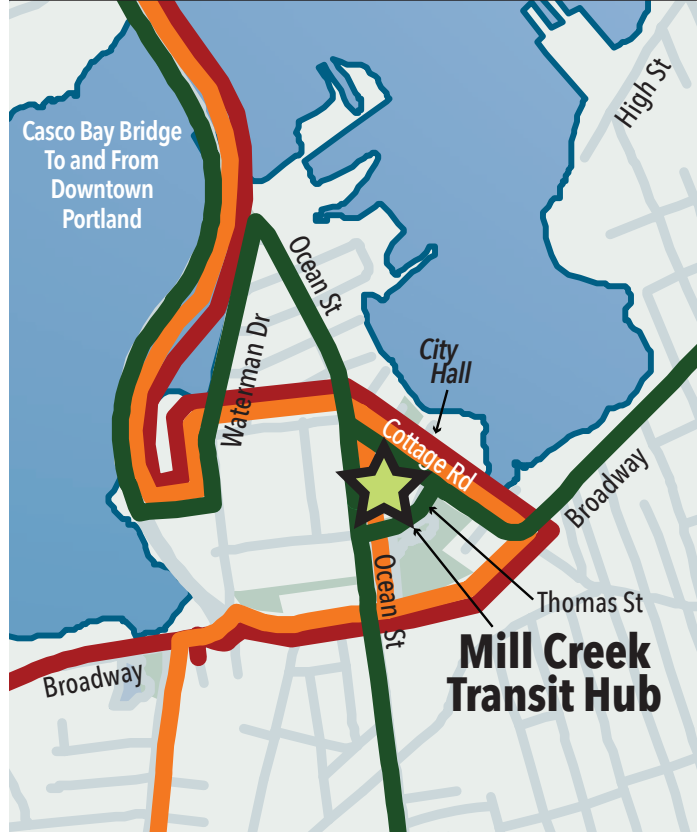 High St
Casco Bay Bridge
To and From
Downtown
Portland
Ocean St
Waterman Dr
City
Hall
Cottage Rd
Broadway
Ocean St
Thomas St
Mill Creek
Transit Hub
Broadway